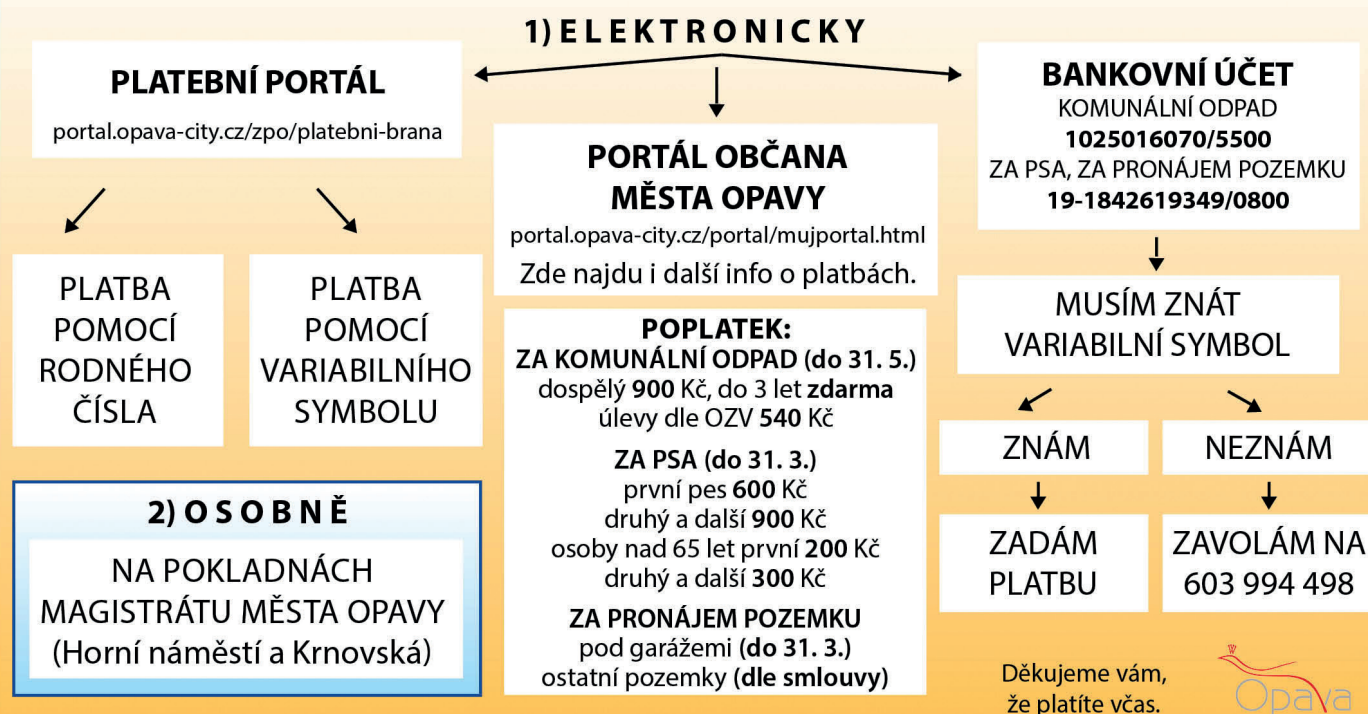 1) ELEKTRONICKY
PLATEBNÍ PORTÁL
portal.opava-city.cz/zpo/platebni-brana
PLATBA
POMOCÍ
RODNÉHO
ČÍSLA
PLATBA
POMOCÍ
VARIABILNÍHO
SYMBOLU
PORTÁL OBČANA
MĚSTA OPAVY
portal.opava-city.cz/portal/mujportal.html
Zde najdu i další info o platbách.
BANKOVNÍ ÚČET
KOMUNÁLNÍ ODPAD
1025016070/5500
ZA PSA, ZA PRONÁJEM POZEMKU
19-1842619349/0800
MUSÍM ZNÁT
VARIABILNÍ SYMBOL
ZNÁM
ZADÁM
PLATBU
NEZNÁM
ZAVOLÁM NA
603 994 498
POPLATEK:
ZA KOMUNÁLNÍ ODPAD (do 31. 5.)
dospělý 900 Kč, do 3 let zdarma
úlevy dle OZV 540 Kč
ZA PSA (do 31. 3.)
první pes 600 Kč
druhý a další 900 Kč
osoby nad 65 let první 200 Kč
druhý a další 300 Kč
ZA PRONÁJEM POZEMKU
pod garážemi (do 31. 3.)
ostatní pozemky (dle smlouvy)
2) OSOBNĚ
NA POKLADNÁCH
MAGISTRÁTU MĚSTA OPAVY
(Horní náměstí a Krnovská)
Děkujeme vám,
že platíte včas.
Opava